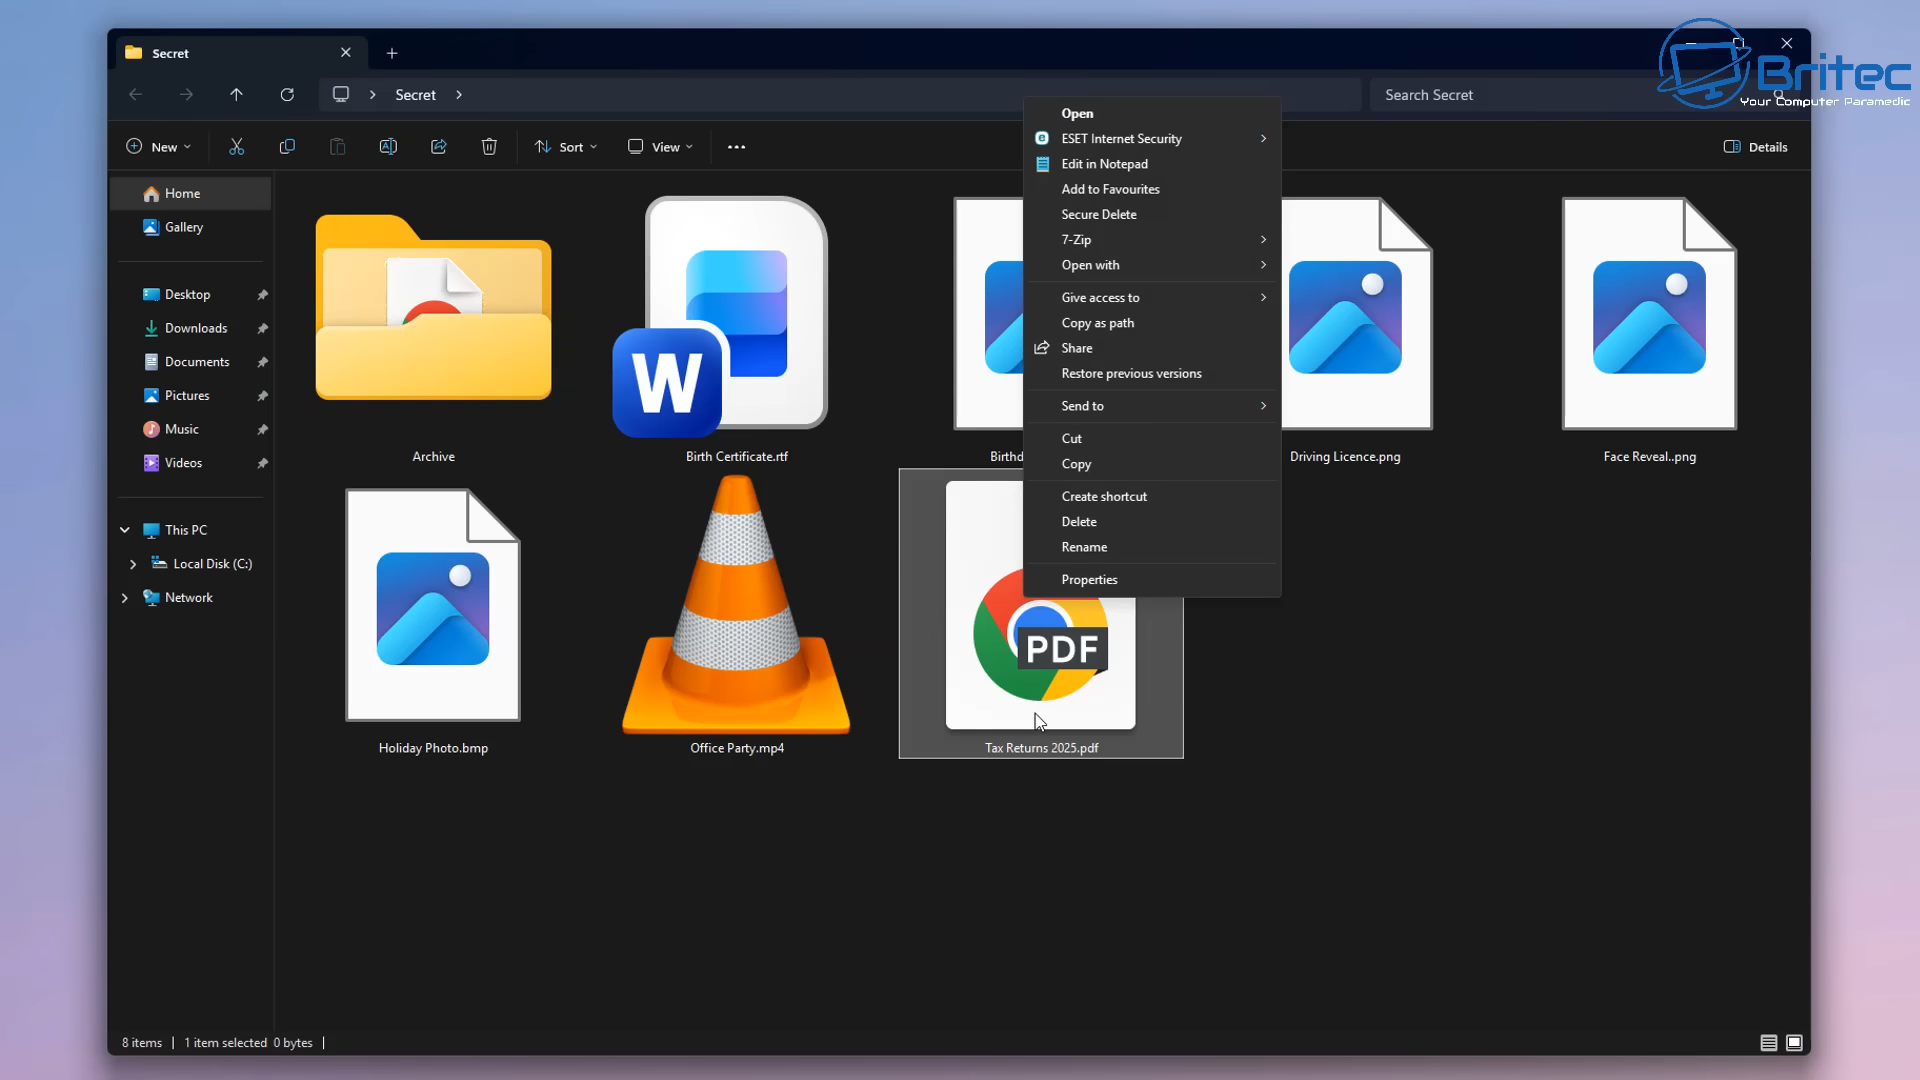 Secret
Britec
Your Computer Paramedic
Secret
Search Secret
New
Sort
View
Details
Home
Gallery
Desktop
Downloads
Documents
Pictures
Music
Videos
This PC
Local Disk (C:)
Network
Open
ESET Internet Security
Edit in Notepad
Add to Favourites
Secure Delete
7-Zip
Open with
Give access to
Copy as path
Share
Restore previous versions
Send to
Cut
Copy
Create shortcut
Delete
Rename
Properties
W
Archive
Birth Certificate.rtf
Birthd
Driving Licence.png
Face Reveal..png
PDF
Holiday Photo.bmp
Office Party.mp4
Tax Returns 2025.pdf
8 items
1 item selected 0 bytes